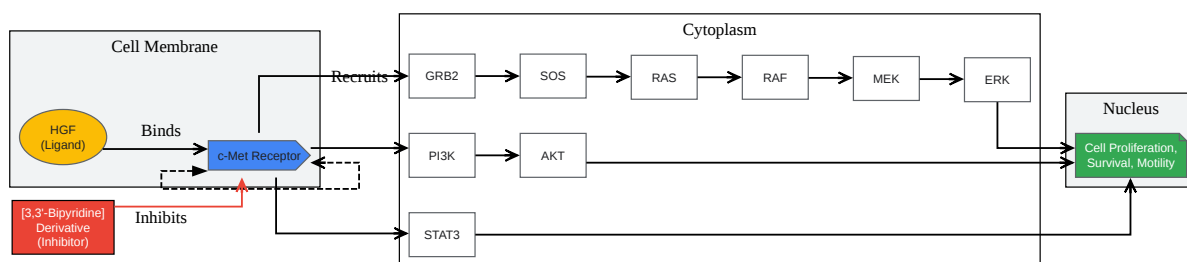 Cell Membrane
Cytoplasm
Recruits
GRB2
SOS
RAS
RAF
MEK
ERK
Nucleus
HGF
(Ligand)
Binds
c-Met Receptor
PI3K
AKT
Cell Proliferation,
Survival, Motility
[3,3'-Bipyridine]
Derivative
(Inhibitor)
Inhibits
STAT3